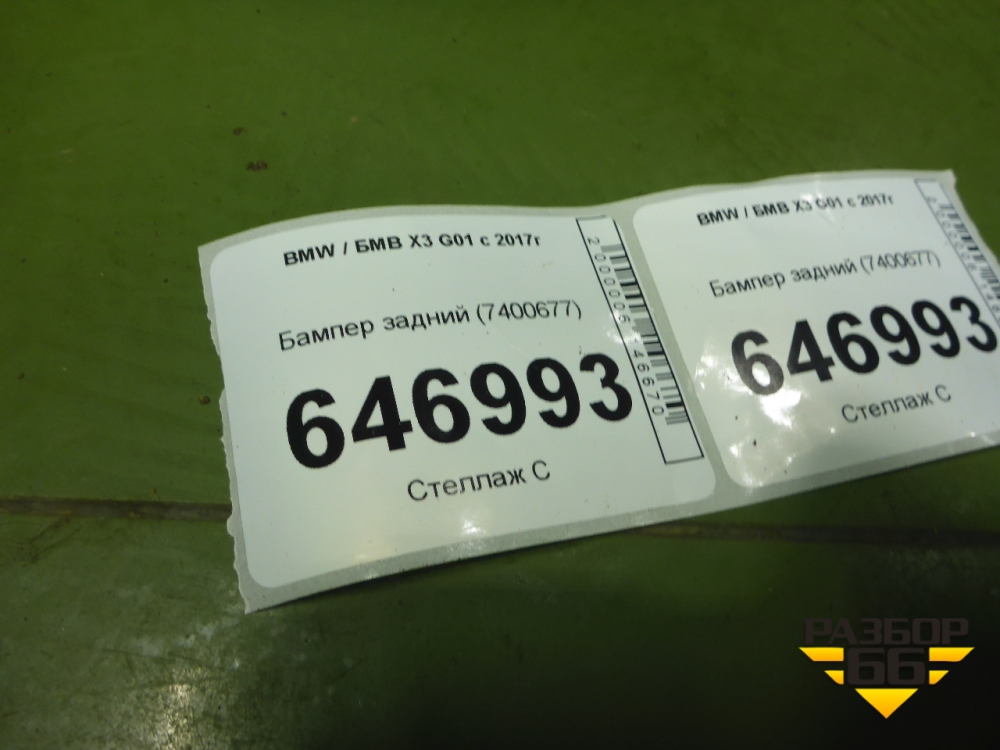 BMW / БМВ X3 G01 с 2017г
Бампер задний (7400677)
646993
Стеллаж С
BMW / БМВ X3 G01 с 2017г
Бампер задний (7400677)
646993
Стеллаж С
РАЗБОР
66